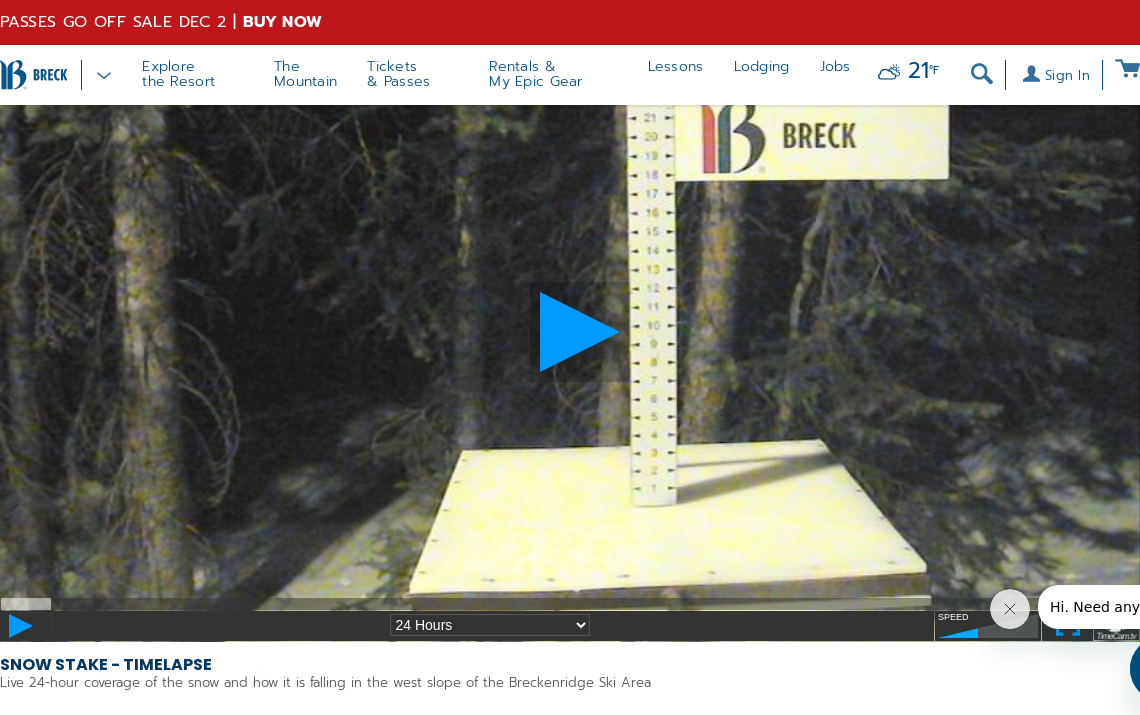 PASSES GO OFF SALE DEC 2 | BUY NOW
BRECK
Explore
the Resort
The
Mountain
Tickets
& Passes
Rentals &
My Epic Gear
Lessons
Lodging
Jobs
21°F
Sign In
BRECK
21
20
19
18
17
16
15
14
13
12
11
10
9
8
7
6
5
4
3
2
1
Hi. Need any
24 Hours
SPEED
TimeCam.tv
SNOW STAKE - TIMELAPSE
Live 24-hour coverage of the snow and how it is falling in the west slope of the Breckenridge Ski Area